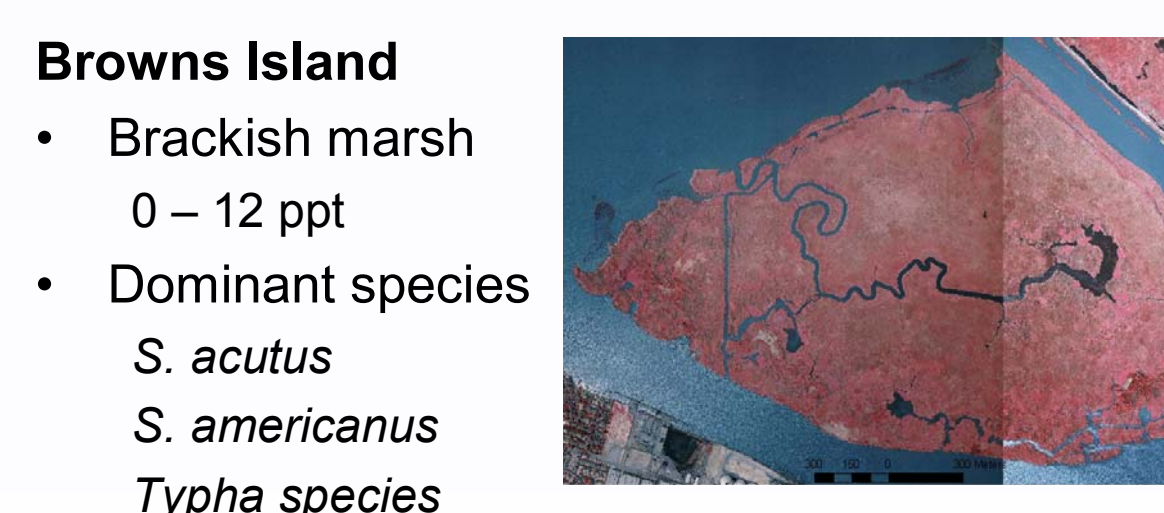 Browns Island
• Brackish marsh
0 – 12 ppt
• Dominant species
S. acutus
S. americanus
Typha species
300 150 0 300 Meters